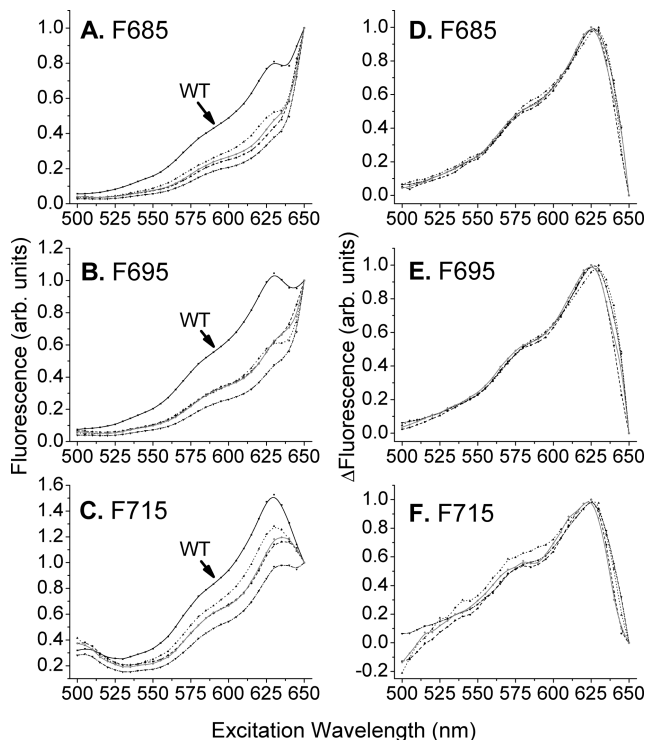 A. F685
WT
1.0
0.8
0.6
0.4
0.2
0.0
500 525 550 575 600 625 650
D. F685
1.0
0.8
0.6
0.4
0.2
0.0
500 525 550 575 600 625 650
B. F695
WT
1.2
1.0
0.8
0.6
0.4
0.2
0.0
500 525 550 575 600 625 650
E. F695
1.0
0.8
0.6
0.4
0.2
0.0
500 525 550 575 600 625 650
C. F715
WT
1.6
1.4
1.2
1.0
0.8
0.6
0.4
0.2
500 525 550 575 600 625 650
F. F715
1.0
0.8
0.6
0.4
0.2
0.0
-0.2
500 525 550 575 600 625 650
Fluorescence (arb. units)
ΔFluorescence (arb. units)
Excitation Wavelength (nm)